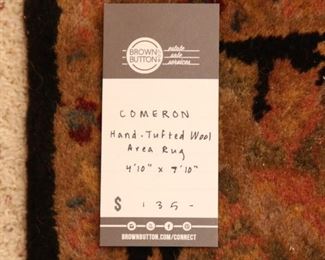 BROWN
BUTTON
estate
sale
services
COMERON
Hand-Tufted Wool
Area Rug
4'10" x 7'10"
$ 135-
BROWNBUTTON.COM/CONNECT